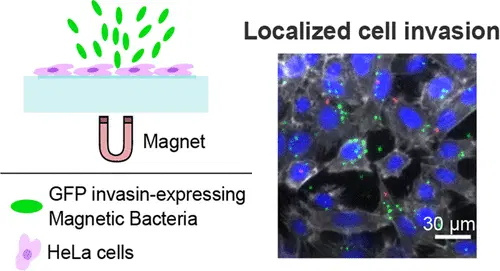 Localized cell invasion
Magnet
GFP invasin-expressing
Magnetic Bacteria
HeLa cells
30 μm